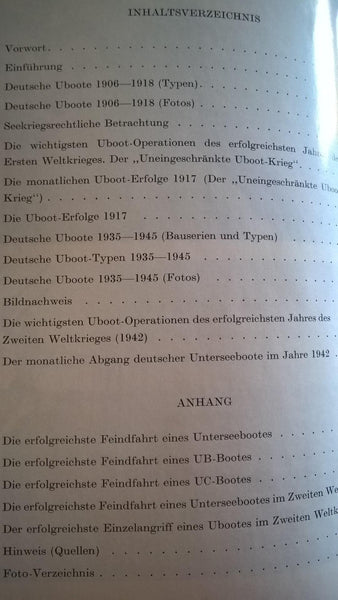 INHALTSVERZEICHNIS
Vorwort . . . . . . . . . . . . . .
Einführung . . . . . . . . . . . . .
Deutsche Uboote 1906—1918 (Typen) . . . . . .
Deutsche Uboote 1906—1918 (Fotos) . . . . . .
Seekriegsrechtliche Betrachtung . . . . . . .
Die wichtigsten Uboot-Operationen des erfolgreichsten
Ersten Weltkrieges. Der „Uneingeschränkte Uboot-Krieg“ . .
Die monatlichen Uboot-Erfolge 1917 (Der „Uneingeschränkte
Krieg“) . . . . . . . . . . . . . .
Die Uboot-Erfolge 1917 . . . . . . . . .
Deutsche Uboote 1935—1945 (Bauserien und Typen) . . .
Deutsche Uboot-Typen 1935—1945 . . . . . .
Deutsche Uboote 1935—1945 (Fotos) . . . . . .
Bildnachweis . . . . . . . . . . . .
Die wichtigsten Uboot-Operationen des erfolgreichsten Jahres des
Zweiten Weltkrieges (1942) . . . . . . . .
Der monatliche Abgang deutscher Unterseeboote im Jahre 1942 .
ANHANG
Die erfolgreichste Feindfahrt eines Unterseebootes . . . .
Die erfolgreichste Feindfahrt eines UB-Bootes . . . . .
Die erfolgreichste Feindfahrt eines UC-Bootes . . . . .
Die erfolgreichste Feindfahrt eines Unterseebootes im Zweiten
Der erfolgreichste Einzelangriff eines Ubootes im Zweiten
Hinweis (Quellen) . . . . . . . . . . .
Foto-Verzeichnis . . . . . . . . . . .